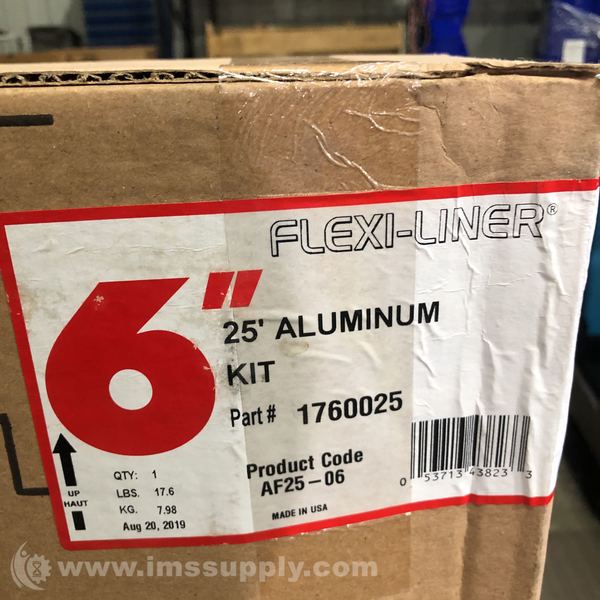 FLEXI-LINER®
6"
25' ALUMINUM
KIT
Part # 1760025
Product Code
AF25-06
MADE IN USA
0 53713 43823 3
UP
HAUT
QTY: 1
LBS. 17.6
KG. 7.98
Aug 20, 2019
www.imssupply.com